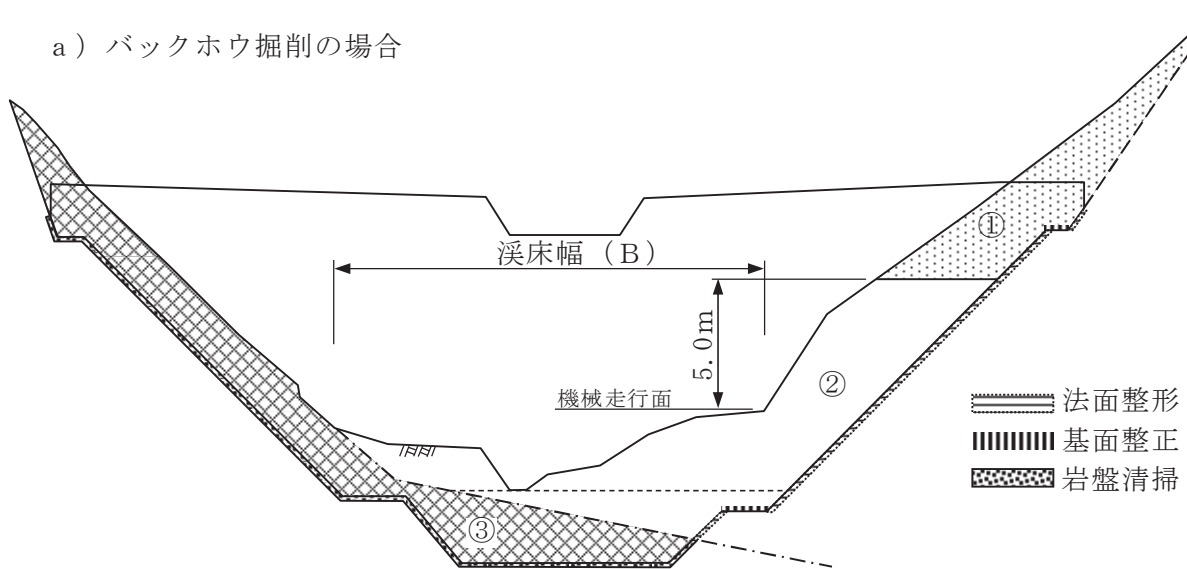 a）バックホウ掘削の場合
①
渓床幅（B）
5.0m
②
機械走行面
法面整形
基面整正
岩盤清掃
③